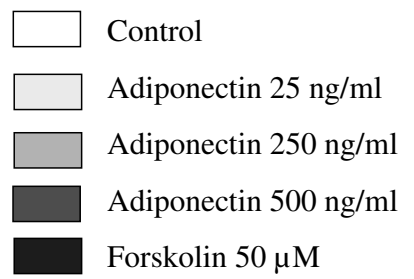 Control
Adiponectin 25 ng/ml
Adiponectin 250 ng/ml
Adiponectin 500 ng/ml
Forskolin 50 µM